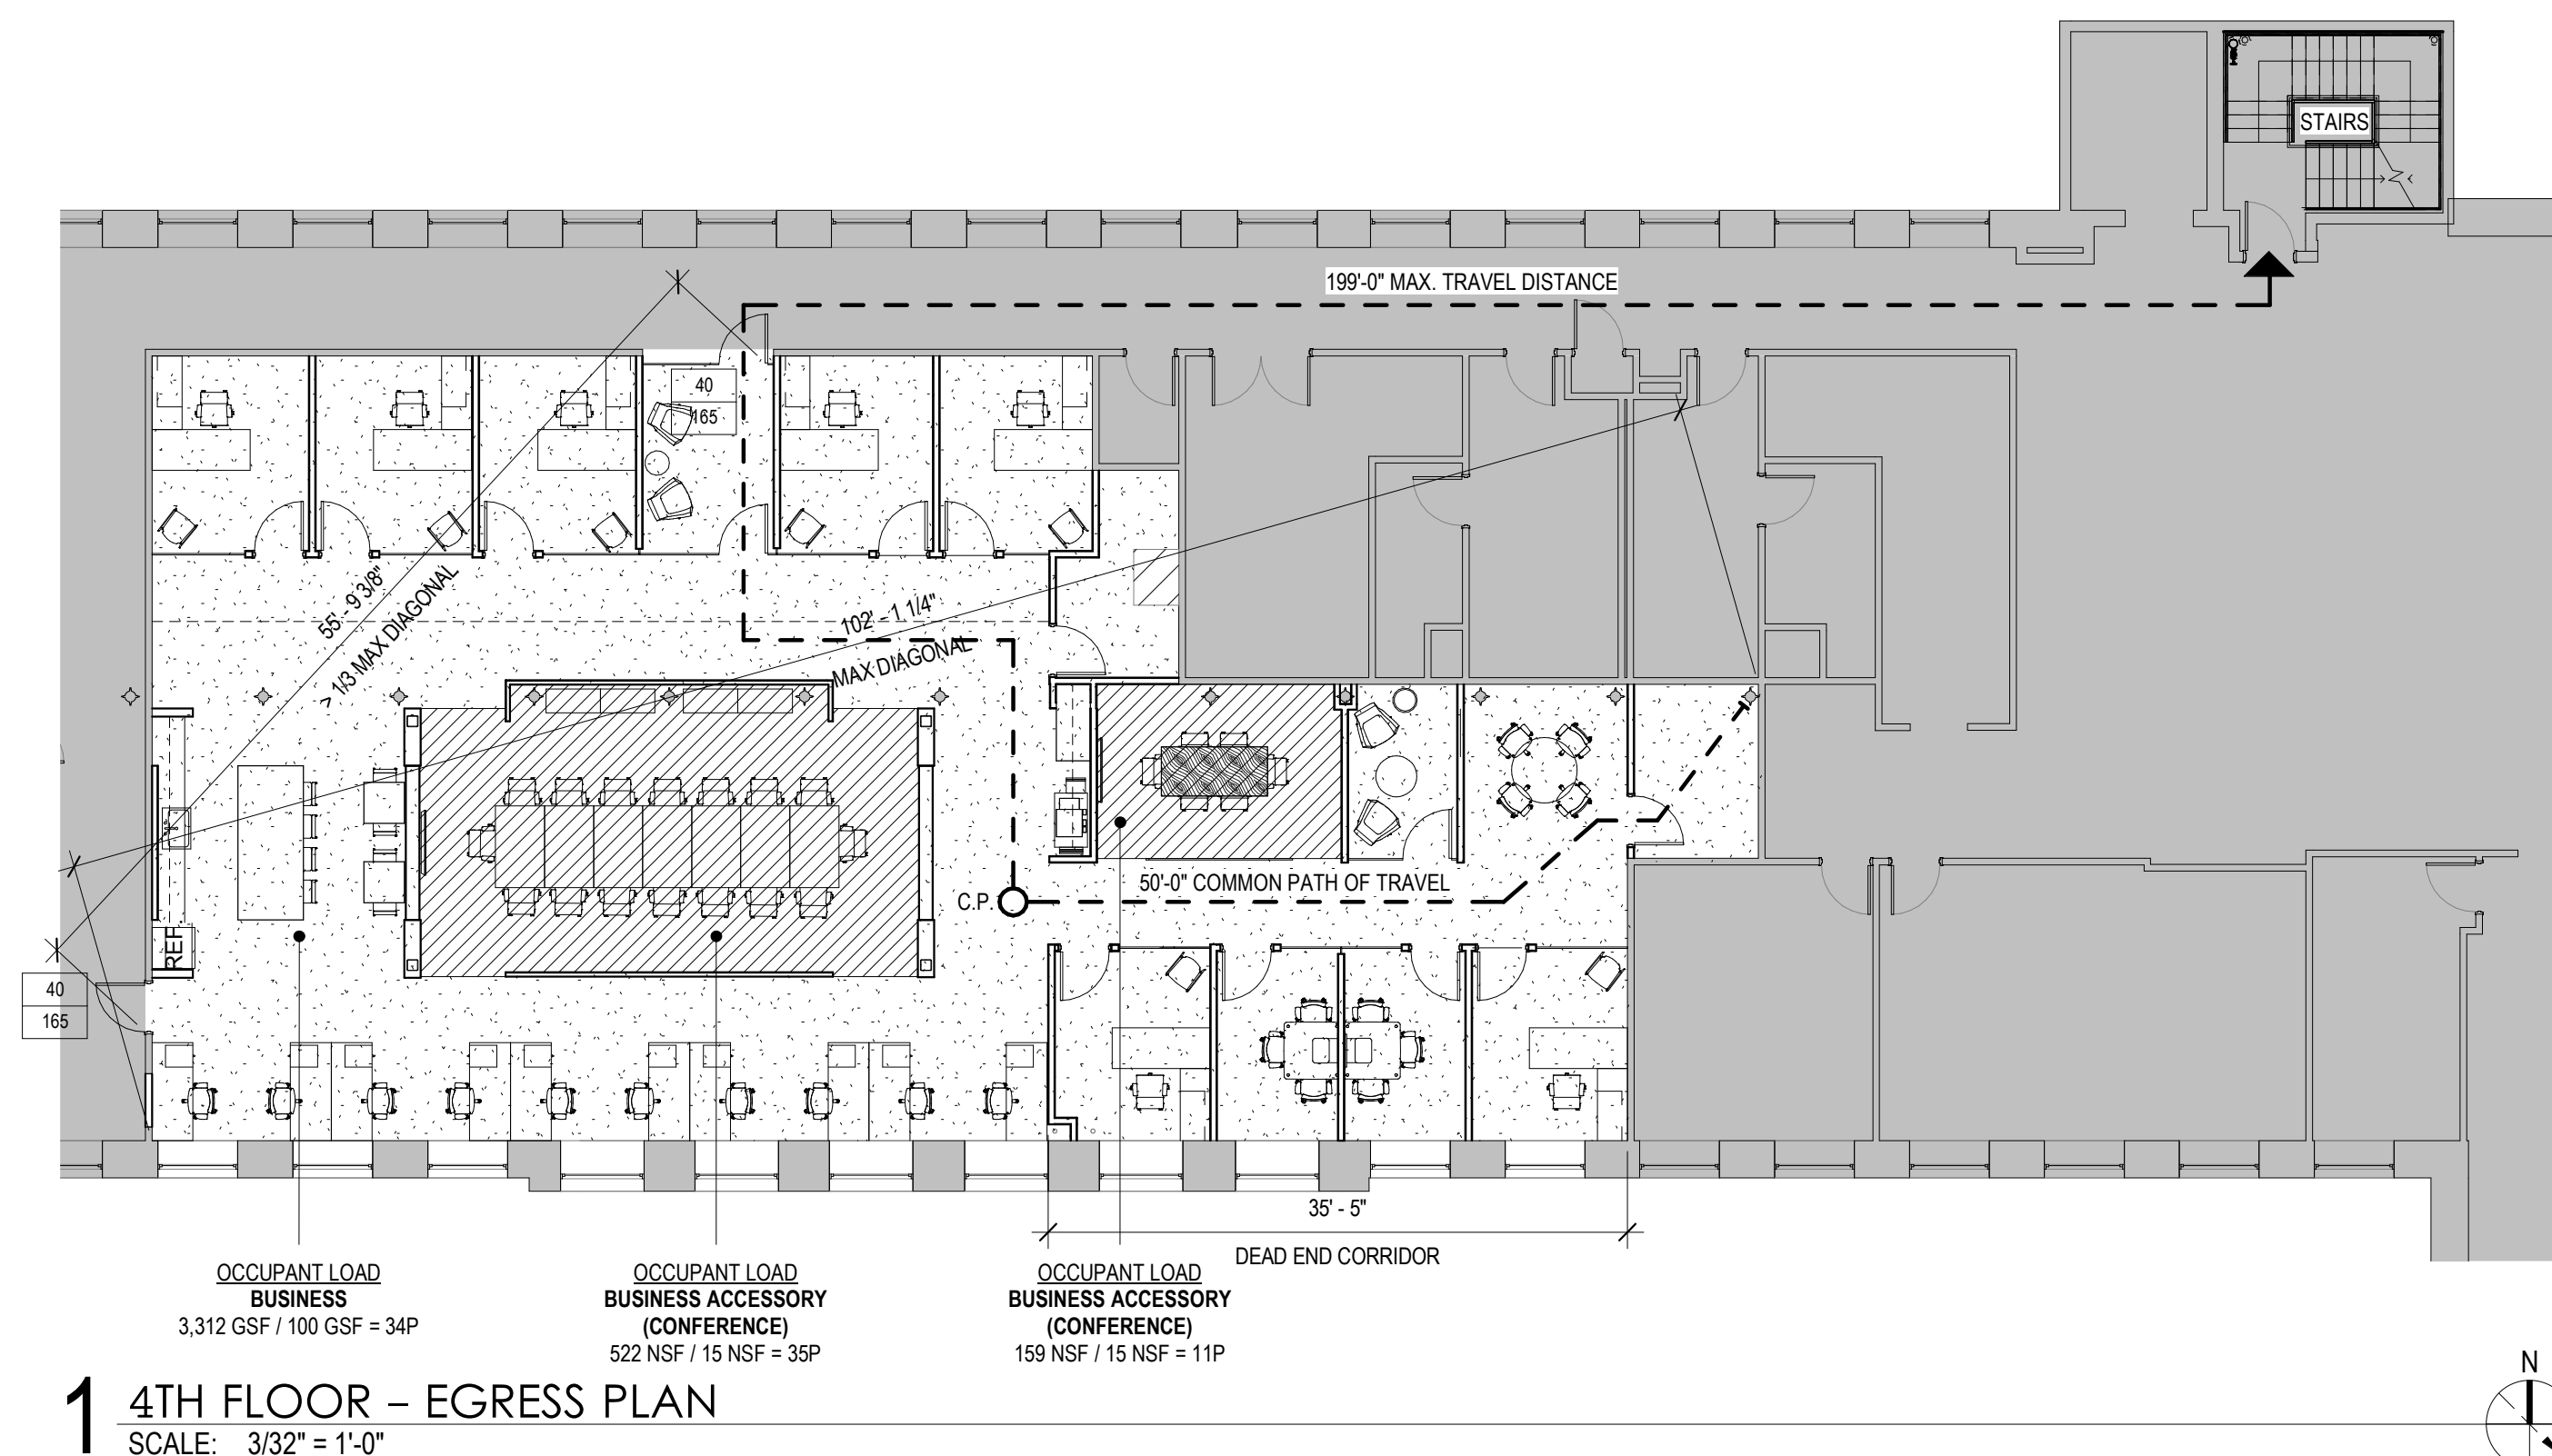 STAIRS
199'-0" MAX. TRAVEL DISTANCE
40
165
55' - 9 3/8"
> 1/3 MAX DIAGONAL
102' - 1 1/4"
MAX DIAGONAL
REF
C.P.
50'-0" COMMON PATH OF TRAVEL
40
165
35' - 5"
DEAD END CORRIDOR
OCCUPANT LOAD
BUSINESS
3,312 GSF / 100 GSF = 34P
OCCUPANT LOAD
BUSINESS ACCESSORY
(CONFERENCE)
522 NSF / 15 NSF = 35P
OCCUPANT LOAD
BUSINESS ACCESSORY
(CONFERENCE)
159 NSF / 15 NSF = 11P
1
4TH FLOOR – EGRESS PLAN
SCALE: 3/32" = 1'-0"
N